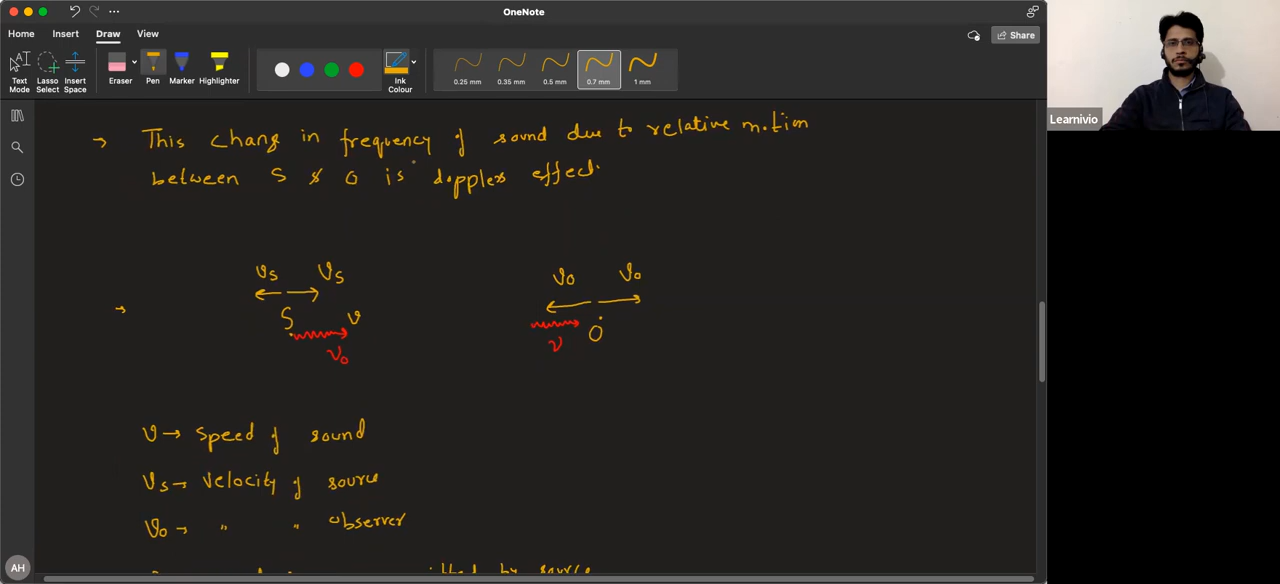 OneNote
Home Insert Draw View
Share
Text Mode
Lasso Select
Insert Space
Eraser
Pen
Marker
Highlighter
Ink Colour
0.25 mm
0.35 mm
0.5 mm
0.7 mm
1 mm
Learnivio
→ This chang in frequency of sound due to relative motion
between S & O is doppler effect.
vs vs
vo vo
→
S v
ν₀
O
ν
v → speed of sound
vs → velocity of source
vo → " " observer
by source
AH